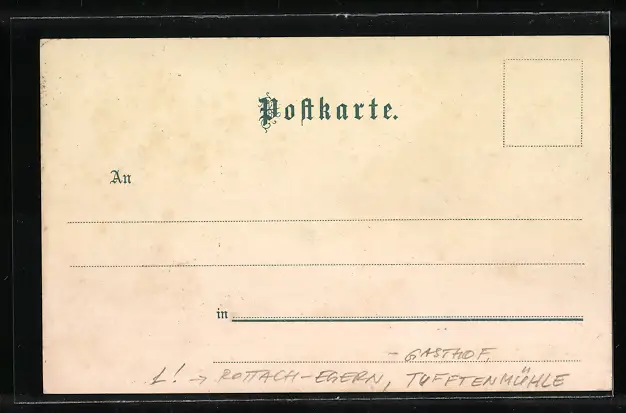 Postkarte.
An
in
- GASTHOF
L! → ROTTACH-EGERN, TUFFTENMÜHLE